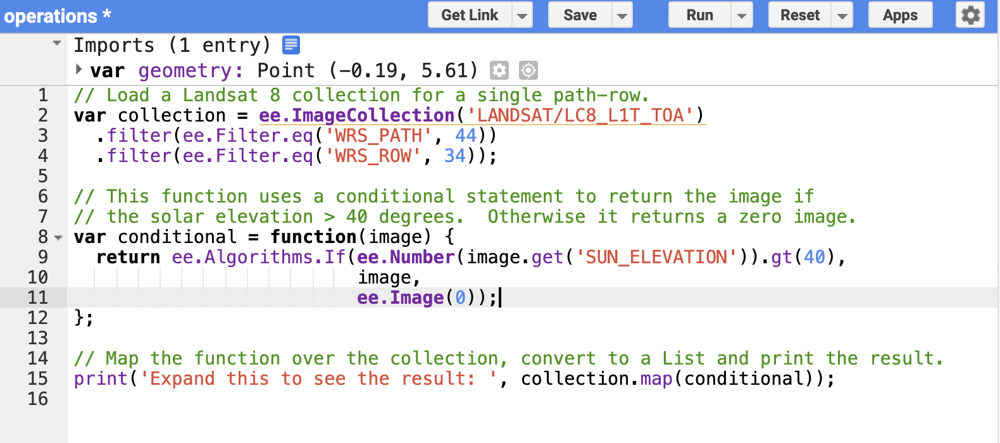 operations * Get Link Save Run Reset Apps
Imports (1 entry)
var geometry: Point (-0.19, 5.61)
1 // Load a Landsat 8 collection for a single path-row.
2 var collection = ee.ImageCollection('LANDSAT/LC8_L1T_TOA')
3   .filter(ee.Filter.eq('WRS_PATH', 44))
4   .filter(ee.Filter.eq('WRS_ROW', 34));
5
6 // This function uses a conditional statement to return the image if
7 // the solar elevation > 40 degrees.  Otherwise it returns a zero image.
8 var conditional = function(image) {
9   return ee.Algorithms.If(ee.Number(image.get('SUN_ELEVATION')).gt(40),
10                           image,
11                           ee.Image(0));
12 };
13
14 // Map the function over the collection, convert to a List and print the result.
15 print('Expand this to see the result: ', collection.map(conditional));
16